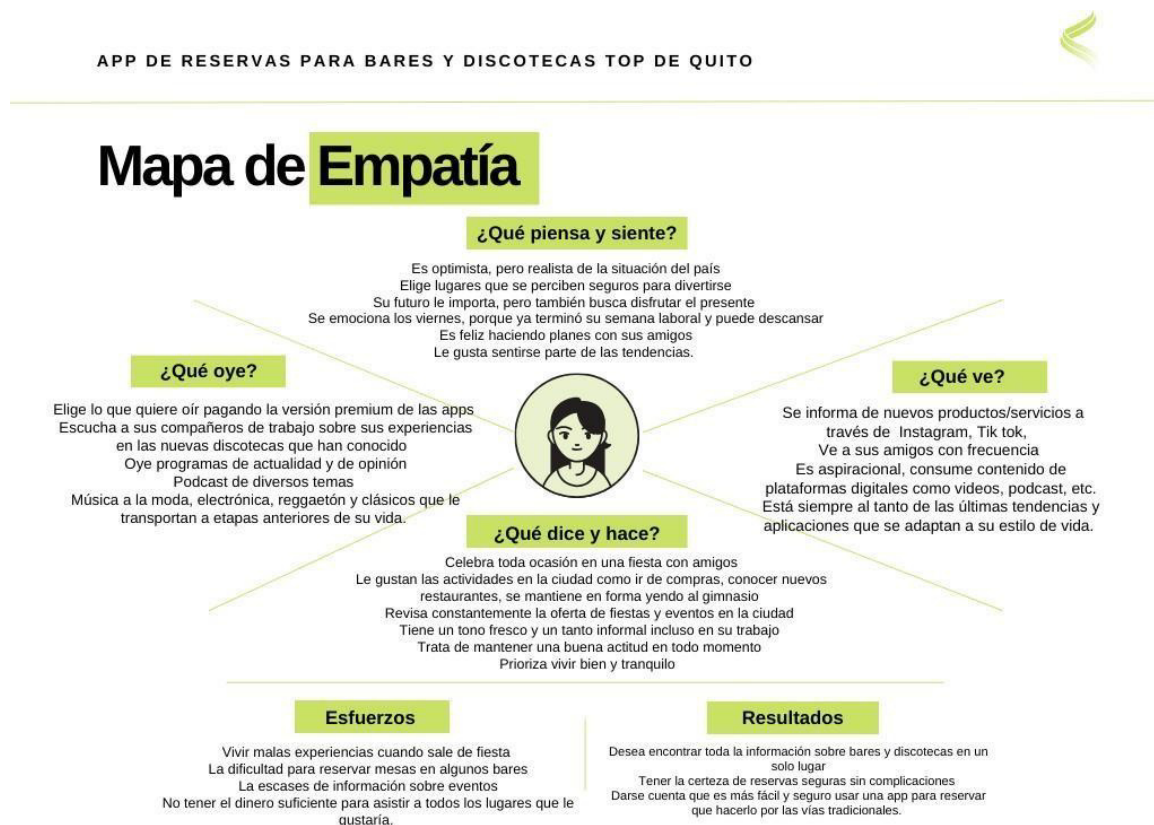 APP DE RESERVAS PARA BARES Y DISCOTECAS TOP DE QUITO
Mapa de Empatía
¿Qué piensa y siente?
Es optimista, pero realista de la situación del país
Elige lugares que se perciben seguros para divertirse
Su futuro le importa, pero también busca disfrutar el presente
Se emociona los viernes, porque ya terminó su semana laboral y puede descansar
Es feliz haciendo planes con sus amigos
Le gusta sentirse parte de las tendencias.
¿Qué oye?
Elige lo que quiere oír pagando la versión premium de las apps
Escucha a sus compañeros de trabajo sobre sus experiencias
en las nuevas discotecas que han conocido
Oye programas de actualidad y de opinión
Podcast de diversos temas
Música a la moda, electrónica, reggaetón y clásicos que le
transportan a etapas anteriores de su vida.
¿Qué ve?
Se informa de nuevos productos/servicios a
través de Instagram, Tik tok,
Ve a sus amigos con frecuencia
Es aspiracional, consume contenido de
plataformas digitales como videos, podcast, etc.
Está siempre al tanto de las últimas tendencias y
aplicaciones que se adaptan a su estilo de vida.
¿Qué dice y hace?
Celebra toda ocasión en una fiesta con amigos
Le gustan las actividades en la ciudad como ir de compras, conocer nuevos
restaurantes, se mantiene en forma yendo al gimnasio
Revisa constantemente la oferta de fiestas y eventos en la ciudad
Tiene un tono fresco y un tanto informal incluso en su trabajo
Trata de mantener una buena actitud en todo momento
Prioriza vivir bien y tranquilo
Esfuerzos
Vivir malas experiencias cuando sale de fiesta
La dificultad para reservar mesas en algunos bares
La escases de información sobre eventos
No tener el dinero suficiente para asistir a todos los lugares que le
gustaría.
Resultados
Desea encontrar toda la información sobre bares y discotecas en un
solo lugar
Tener la certeza de reservas seguras sin complicaciones
Darse cuenta que es más fácil y seguro usar una app para reservar
que hacerlo por las vías tradicionales.